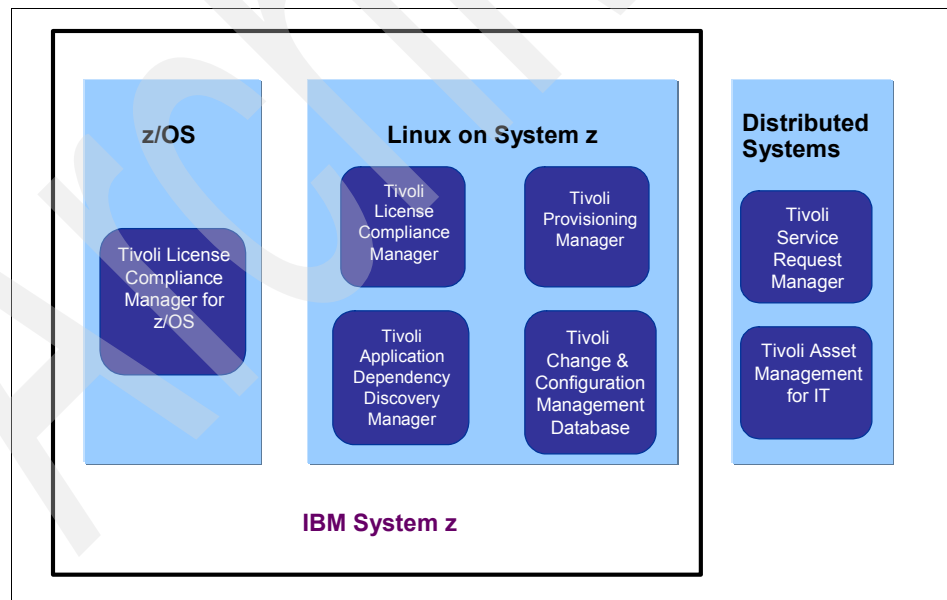 z/OS
Tivoli License
Compliance
Manager for
z/OS
Linux on System z
Tivoli
License
Compliance
Manager
Tivoli
Provisioning
Manager
Tivoli
Application
Dependency
Discovery
Manager
Tivoli
Change &
Configuration
Management
Database
Distributed
Systems
Tivoli
Service
Request
Manager
Tivoli Asset
Management
for IT
IBM System z